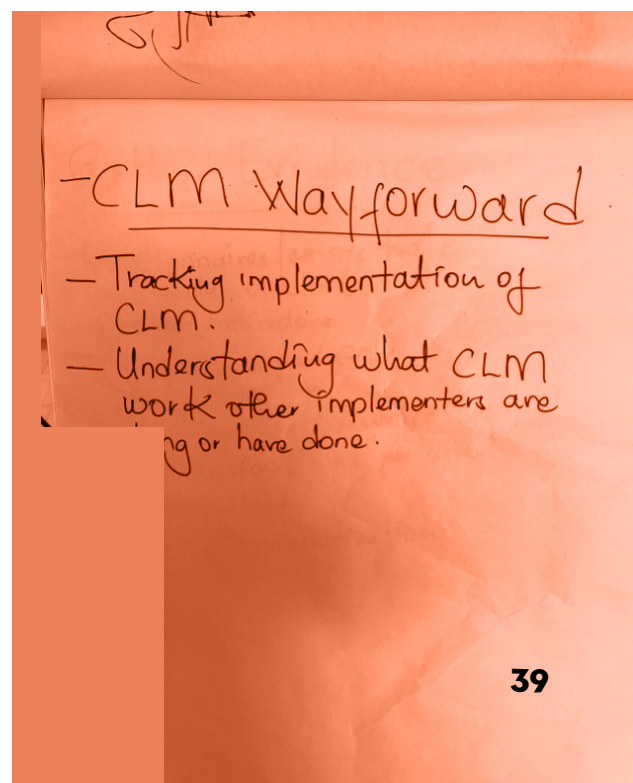 - CLM Wayforward
- Tracking implementation of
CLM.
- Understanding what CLM
work other implementers are
or have done.
39